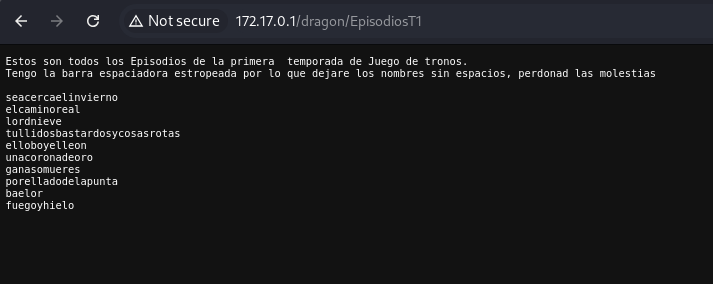 Not secure 172.17.0.1/dragon/EpisodiosT1
Estos son todos los Episodios de la primera  temporada de Juego de tronos.
Tengo la barra espaciadora estropeada por lo que dejare los nombres sin espacios, perdonad las molestias
seacercaelinvierno
elcaminoreal
lordnieve
tullidosbastardosycosasrotas
elloboyelleon
unacoronadeoro
ganasomueres
porelladodelapunta
baelor
fuegoyhielo